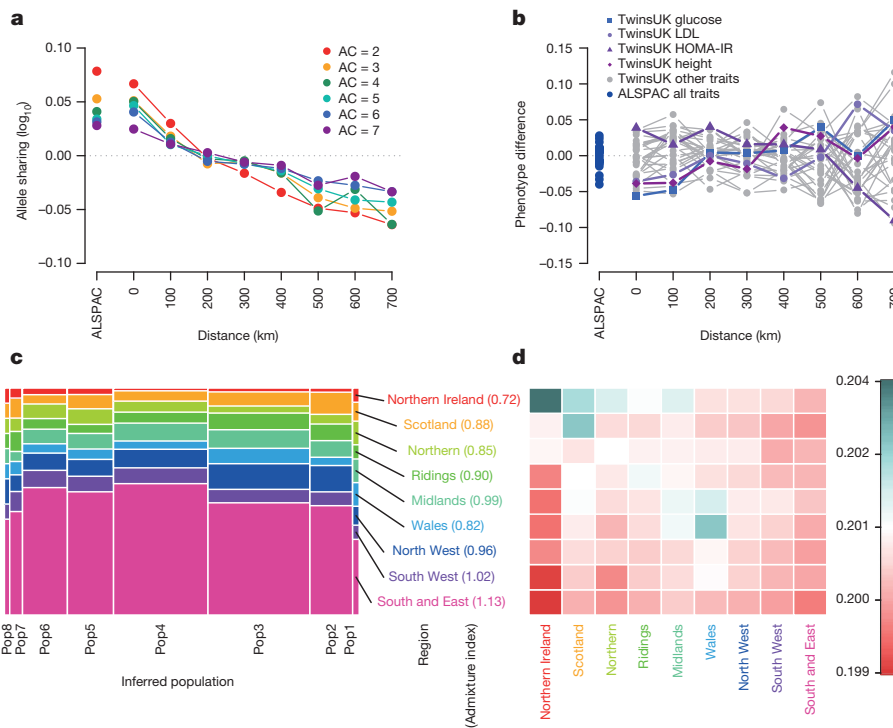 a
0.10
0.05
0.00
−0.05
−0.10
Allele sharing (log10)
AC = 2
AC = 3
AC = 4
AC = 5
AC = 6
AC = 7
ALSPAC
0
100
200
300
400
500
600
700
Distance (km)
b
TwinsUK glucose
TwinsUK LDL
TwinsUK HOMA-IR
TwinsUK height
TwinsUK other traits
ALSPAC all traits
0.15
0.10
0.05
0.00
−0.05
−0.10
−0.15
Phenotype difference
ALSPAC
0
100
200
300
400
500
600
700
Distance (km)
c
Northern Ireland (0.72)
Scotland (0.88)
Northern (0.85)
Ridings (0.90)
Midlands (0.99)
Wales (0.82)
North West (0.96)
South West (1.02)
South and East (1.13)
Pop8
Pop7
Pop6
Pop5
Pop4
Pop3
Pop2
Pop1
Inferred population
Region
(Admixture index)
d
0.204
0.202
0.201
0.200
0.199
Northern Ireland
Scotland
Northern
Ridings
Midlands
Wales
North West
South West
South and East